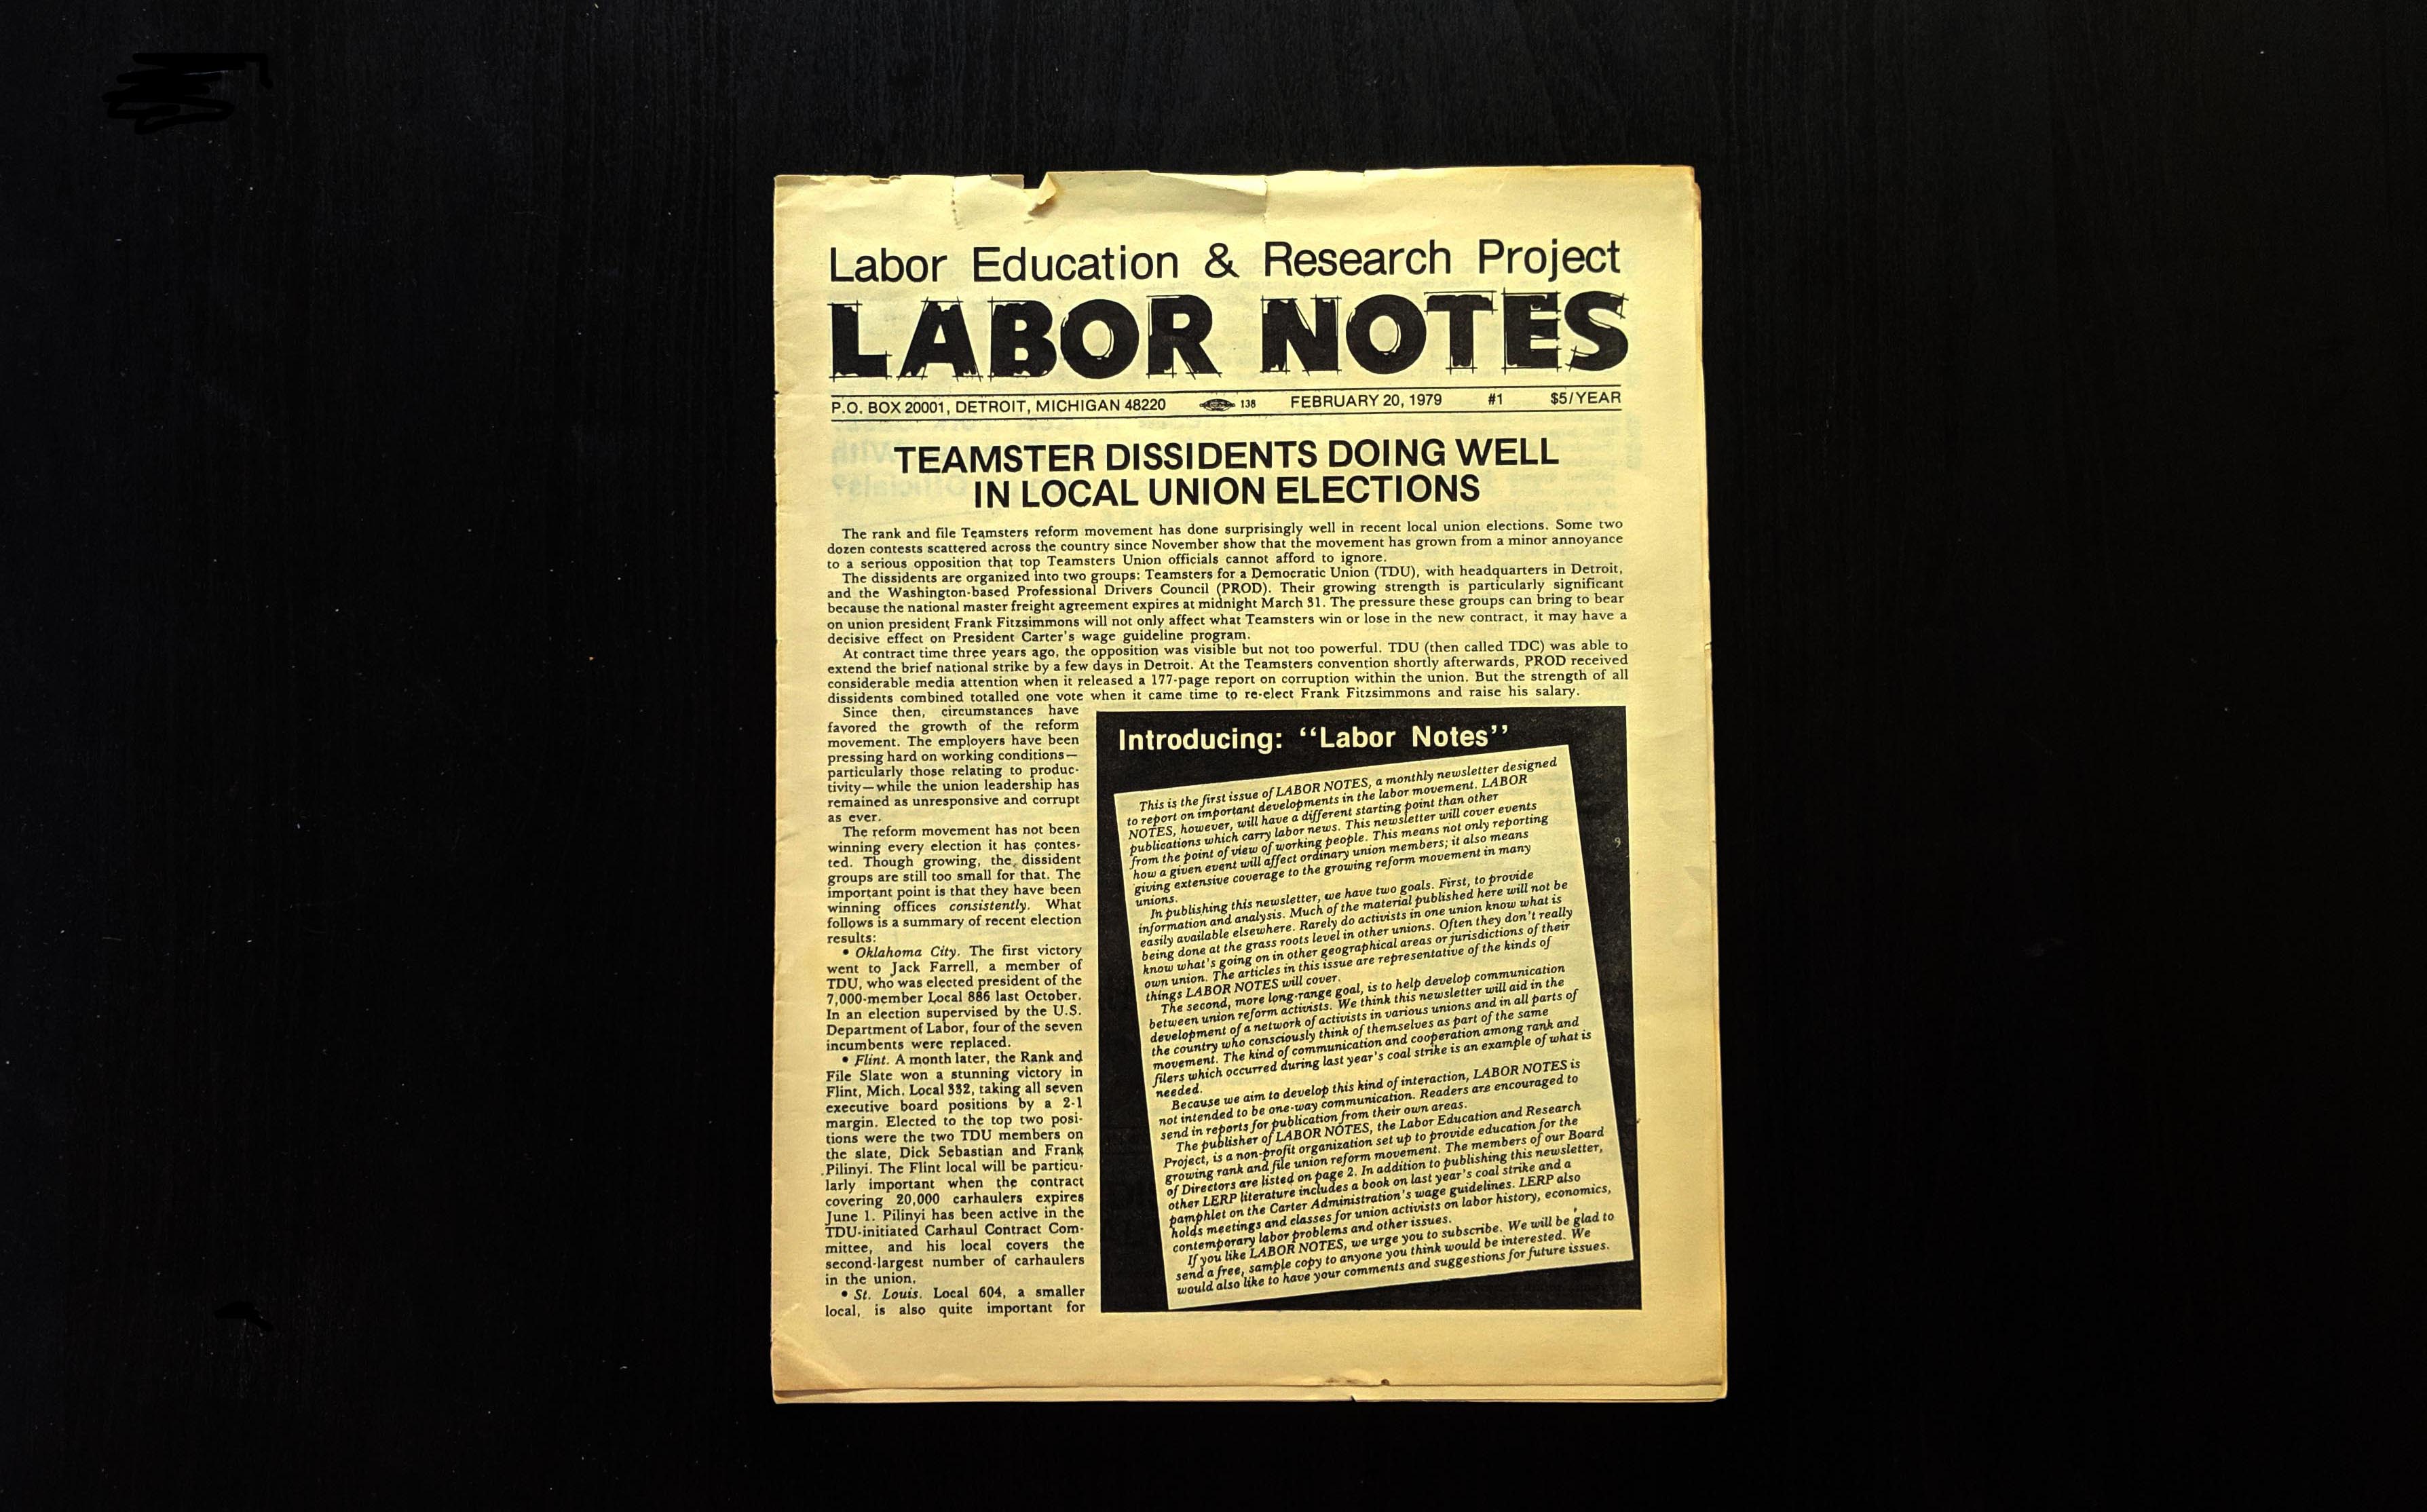 Labor Education & Research Project
LABOR NOTES
P.O. BOX 20001, DETROIT, MICHIGAN 48220 138 FEBRUARY 20, 1979 #1 $5/YEAR
TEAMSTER DISSIDENTS DOING WELL
IN LOCAL UNION ELECTIONS
The rank and file Teamsters reform movement has done surprisingly well in recent local union elections. Some two
dozen contests scattered across the country since November show that the movement has grown from a minor annoyance
to a serious opposition that top Teamsters Union officials cannot afford to ignore.
The dissidents are organized into two groups: Teamsters for a Democratic Union (TDU), with headquarters in Detroit,
and the Washington-based Professional Drivers Council (PROD). Their growing strength is particularly significant
because the national master freight agreement expires at midnight March 31. The pressure these groups can bring to bear
on union president Frank Fitzsimmons will not only affect what Teamsters win or lose in the new contract, it may have a
decisive effect on President Carter's wage guideline program.
At contract time three years ago, the opposition was visible but not too powerful. TDU (then called TDC) was able to
extend the brief national strike by a few days in Detroit. At the Teamsters convention shortly afterwards, PROD received
considerable media attention when it released a 177-page report on corruption within the union. But the strength of all
dissidents combined totalled one vote when it came time to re-elect Frank Fitzsimmons and raise his salary.
Since then, circumstances have
favored the growth of the reform
movement. The employers have been
pressing hard on working conditions—
particularly those relating to produc-
tivity—while the union leadership has
remained as unresponsive and corrupt
as ever.
The reform movement has not been
winning every election it has contes-
ted. Though growing, the dissident
groups are still too small for that. The
important point is that they have been
winning offices consistently. What
follows is a summary of recent election
results:
• Oklahoma City. The first victory
went to Jack Farrell, a member of
TDU, who was elected president of the
7,000-member Local 886 last October.
In an election supervised by the U.S.
Department of Labor, four of the seven
incumbents were replaced.
• Flint. A month later, the Rank and
File Slate won a stunning victory in
Flint, Mich. Local 332, taking all seven
executive board positions by a 2-1
margin. Elected to the top two posi-
tions were the two TDU members on
the slate, Dick Sebastian and Frank
Pilinyi. The Flint local will be particu-
larly important when the contract
covering 20,000 carhaulers expires
June 1. Pilinyi has been active in the
TDU-initiated Carhaul Contract Com-
mittee, and his local covers the
second-largest number of carhaulers
in the union.
• St. Louis. Local 604, a smaller
local, is also quite important for
Introducing: “Labor Notes”
This is the first issue of LABOR NOTES, a monthly newsletter designed
to report on important developments in the labor movement. LABOR
NOTES, however, will have a different starting point than other
publications which carry labor news. This newsletter will cover events
from the point of view of working people. This means not only reporting
how a given event will affect ordinary union members; it also means
giving extensive coverage to the growing reform movement in many
unions.
In publishing this newsletter, we have two goals. First, to provide
information and analysis. Much of the material published here will not be
easily available elsewhere. Rarely do activists in one union know what is
being done at the grass roots level in other unions. Often they don't really
know what's going on in other geographical areas or jurisdictions of their
own union. The articles in this issue are representative of the kinds of
things LABOR NOTES will cover.
The second, more long-range goal, is to help develop communication
between union reform activists. We think this newsletter will aid in the
development of a network of activists in various unions and in all parts of
the country who consciously think of themselves as part of the same
movement. The kind of communication and cooperation among rank and
filers which occurred during last year's coal strike is an example of what is
needed.
Because we aim to develop this kind of interaction, LABOR NOTES is
not intended to be one-way communication. Readers are encouraged to
send in reports for publication from their own areas.
The publisher of LABOR NOTES, the Labor Education and Research
Project, is a non-profit organization set up to provide education for the
growing rank and file union reform movement. The members of our Board
of Directors are listed on page 2. In addition to publishing this newsletter,
other LERP literature includes a book on last year's coal strike and a
pamphlet on the Carter Administration's wage guidelines. LERP also
holds meetings and classes for union activists on labor history, economics,
contemporary labor problems and other issues.
If you like LABOR NOTES, we urge you to subscribe. We will be glad to
send a free, sample copy to anyone you think would be interested. We
would also like to have your comments and suggestions for future issues.